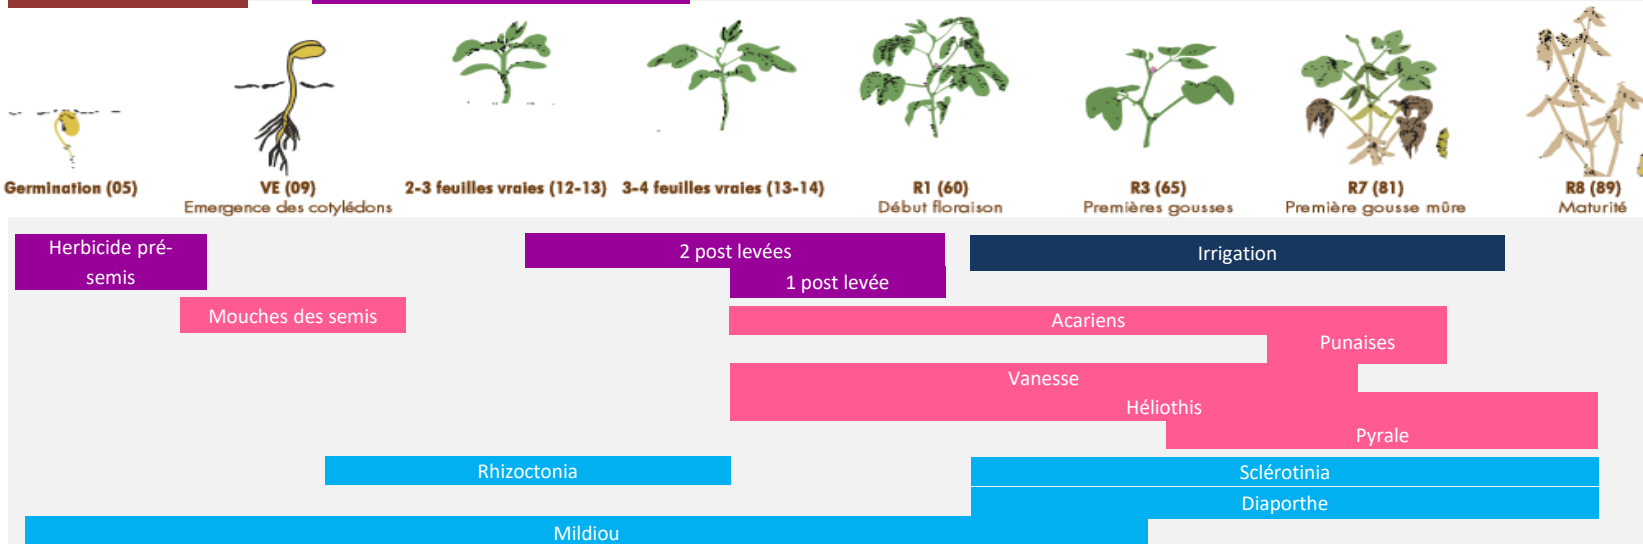 Germination (05)
VE (09)
Emergence des cotylédons
2-3 feuilles vraies (12-13)
3-4 feuilles vraies (13-14)
R1 (60)
Début floraison
R3 (65)
Premières gousses
R7 (81)
Première gousse mûre
R8 (89)
Maturité
Herbicide pré-
semis
2 post levées
Irrigation
1 post levée
Mouches des semis
Acariens
Punaises
Vanesse
Héliothis
Pyrale
Rhizoctonia
Sclérotinia
Diaporthe
Mildiou